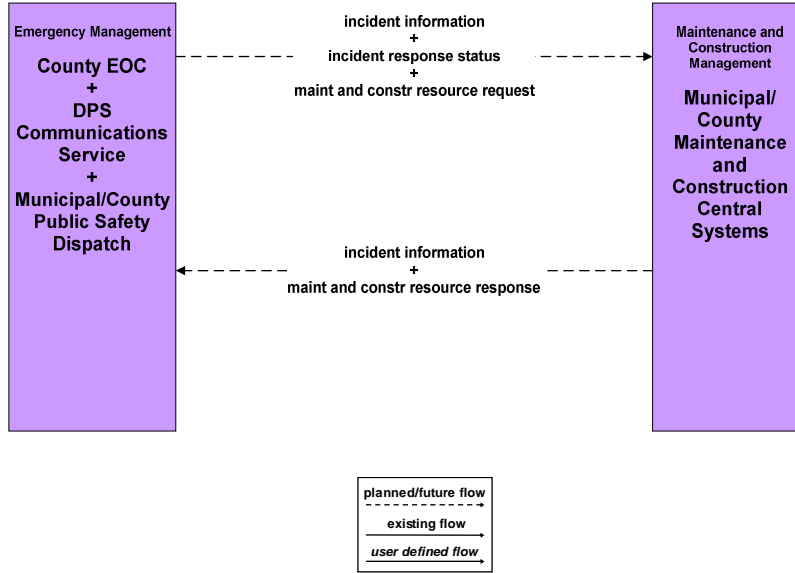 Emergency Management
County EOC
+
DPS
Communications
Service
+
Municipal/County
Public Safety
Dispatch
incident information
+
incident response status
+
maint and constr resource request
incident information
+
maint and constr resource response
Maintenance and
Construction
Management
Municipal/
County
Maintenance
and
Construction
Central
Systems
planned/future flow
existing flow
user defined flow